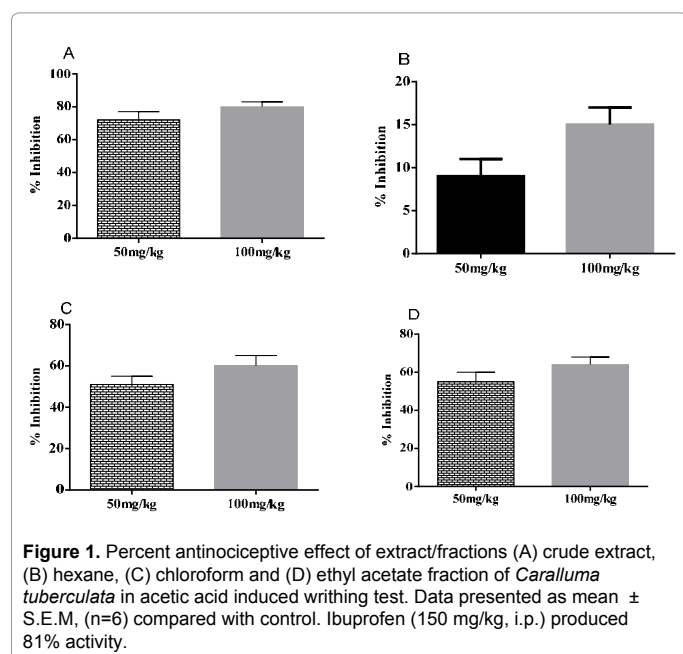 A
100
80
60
40
20
0
% Inhibition
50mg/kg 100mg/kg
B
20
15
10
5
0
% Inhibition
50mg/kg 100mg/kg
C
80
60
40
20
0
% Inhibition
50mg/kg 100mg/kg
D
80
60
40
20
0
% Inhibition
50mg/kg 100mg/kg
Figure 1. Percent antinociceptive effect of extract/fractions (A) crude extract,
(B) hexane, (C) chloroform and (D) ethyl acetate fraction of Caralluma
tuberculata in acetic acid induced writhing test. Data presented as mean ±
S.E.M, (n=6) compared with control. Ibuprofen (150 mg/kg, i.p.) produced
81% activity.